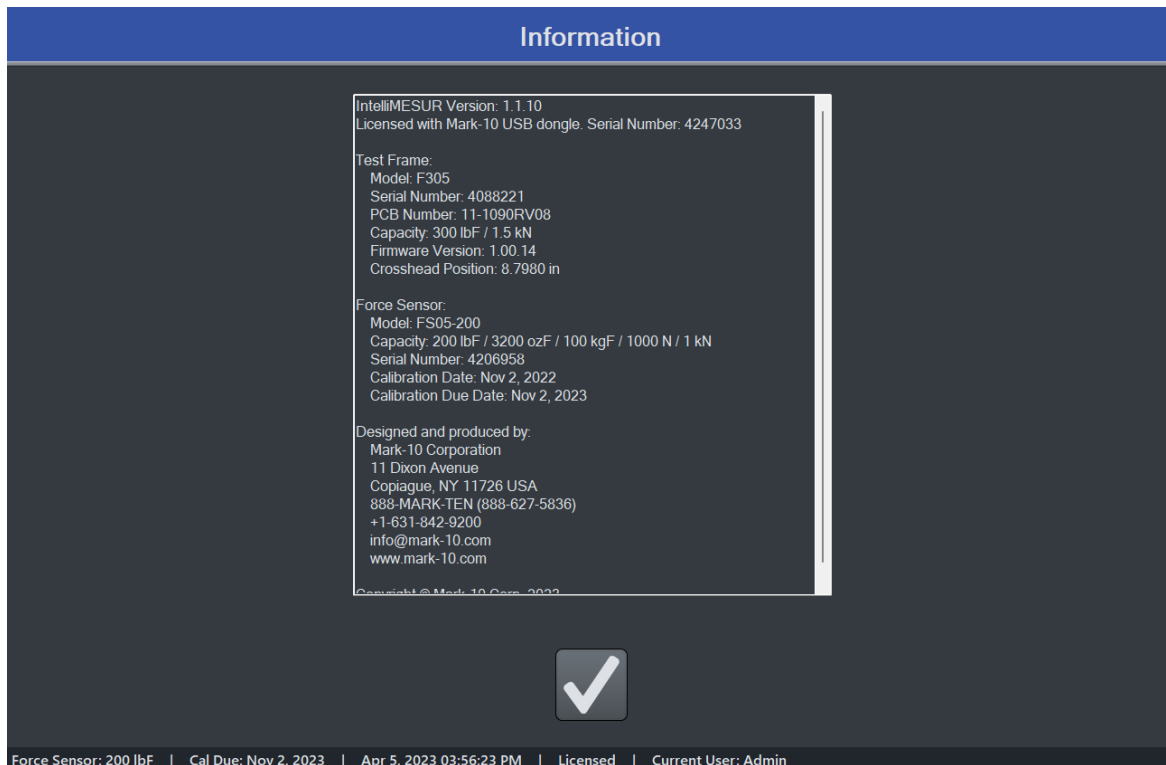 Information
IntelliMESUR Version: 1.1.10
Licensed with Mark-10 USB dongle. Serial Number: 4247033
Test Frame:
Model: F305
Serial Number: 4088221
PCB Number: 11-1090RV08
Capacity: 300 lbF / 1.5 kN
Firmware Version: 1.00.14
Crosshead Position: 8.7980 in
Force Sensor:
Model: FS05-200
Capacity: 200 lbF / 3200 ozF / 100 kgF / 1000 N / 1 kN
Serial Number: 4206958
Calibration Date: Nov 2, 2022
Calibration Due Date: Nov 2, 2023
Designed and produced by:
Mark-10 Corporation
11 Dixon Avenue
Copiague, NY 11726 USA
888-MARK-TEN (888-627-5836)
+1-631-842-9200
info@mark-10.com
www.mark-10.com
Copyright © Mark-10 Corp. 2023
Force Sensor: 200 lbF | Cal Due: Nov 2, 2023 | Apr 5, 2023 03:56:23 PM | Licensed | Current User: Admin